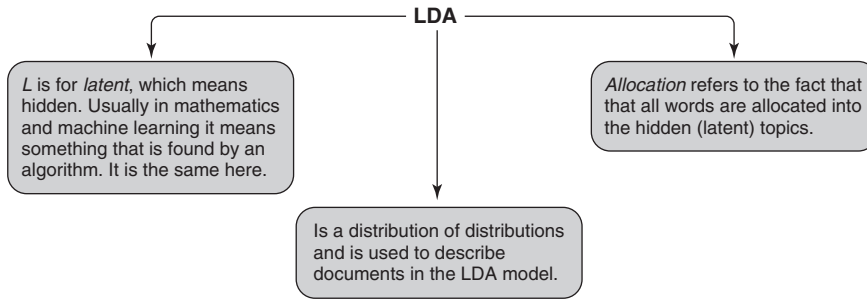 LDA
L is for latent, which means
hidden. Usually in mathematics
and machine learning it means
something that is found by an
algorithm. It is the same here.
Is a distribution of distributions
and is used to describe
documents in the LDA model.
Allocation refers to the fact that
that all words are allocated into
the hidden (latent) topics.